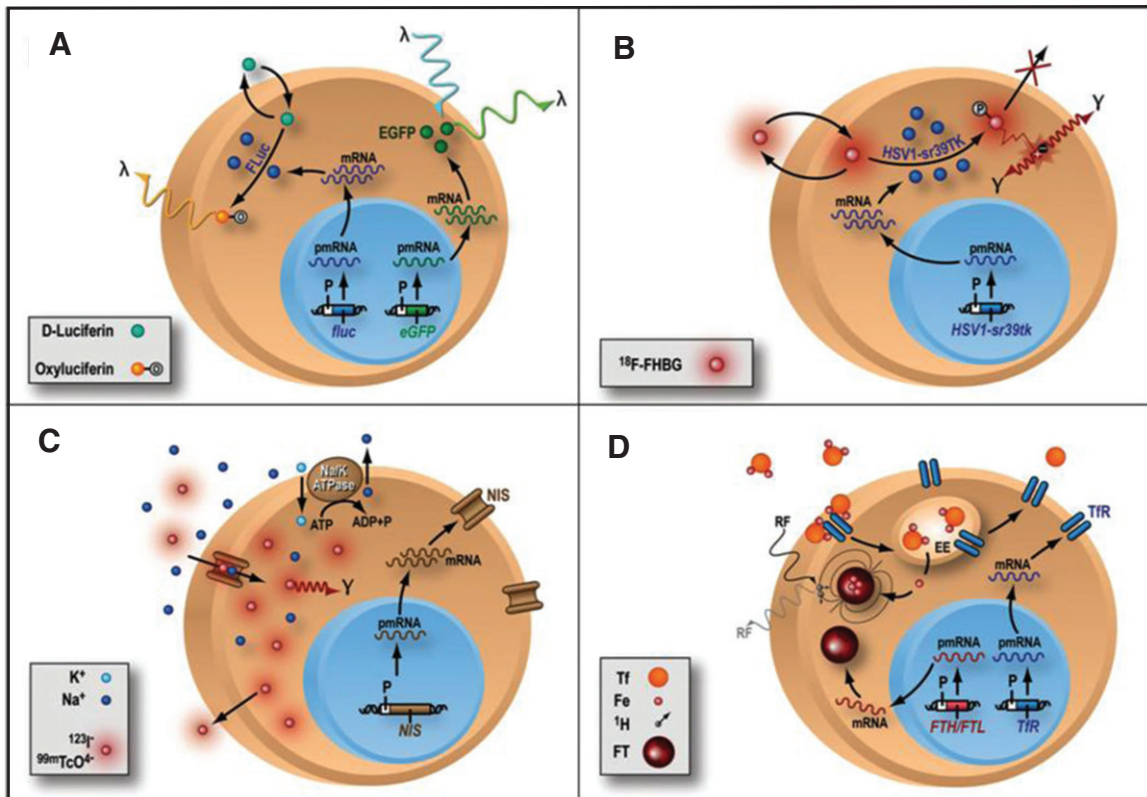 A
λ
λ
EGFP
FLUC
mRNA
λ
O
mRNA
pmRNA
pmRNA
P
P
fluc
eGFP
D-Luciferin
Oxyluciferin
O
B
P
Y
HSV1-sr39TK
Y
mRNA
pmRNA
P
HSV1-sr39tk
18F-FHBG
C
Na/K
ATPase
NIS
ATP
ADP+P
mRNA
Y
pmRNA
P
NIS
K+
Na+
123I-
99mTcO4-
D
RF
TfR
EE
mRNA
RF
pmRNA
pmRNA
P
P
mRNA
FTH/FTL
TfR
Tf
Fe
1H
FT